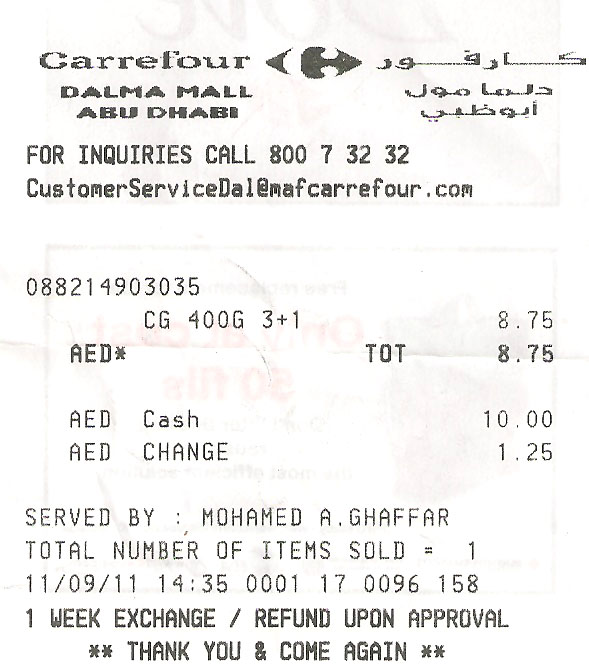 Carrefour كارفور
DALMA MALL دلما مول
ABU DHABI أبوظبي
FOR INQUIRIES CALL 800 7 32 32
CustomerServiceDal@mafcarrefour.com
088214903035
CG 400G 3+1 8.75
AED* TOT 8.75
AED Cash 10.00
AED CHANGE 1.25
SERVED BY : MOHAMED A.GHAFFAR
TOTAL NUMBER OF ITEMS SOLD = 1
11/09/11 14:35 0001 17 0096 158
1 WEEK EXCHANGE / REFUND UPON APPROVAL
** THANK YOU & COME AGAIN **